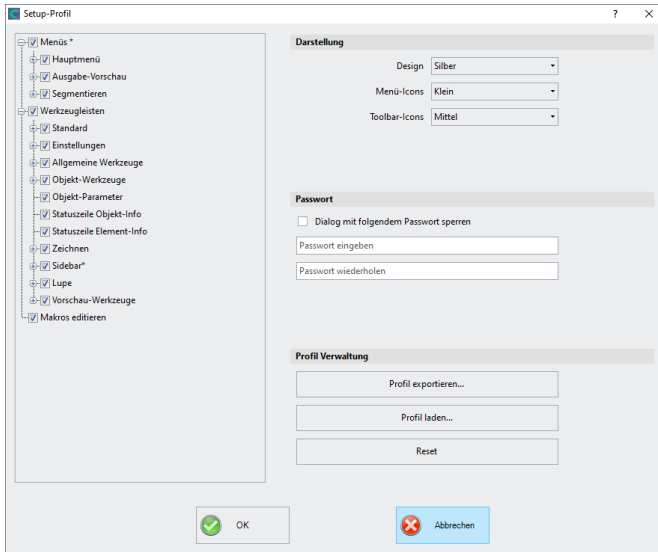 Setup-Profil
?
Menüs *
Hauptmenü
Ausgabe-Vorschau
Segmentieren
Werkzeugleisten
Standard
Einstellungen
Allgemeine Werkzeuge
Objekt-Werkzeuge
Objekt-Parameter
Statuszeile Objekt-Info
Statuszeile Element-Info
Zeichnen
Sidebar*
Lupe
Vorschau-Werkzeuge
Makros editieren
Darstellung
Design Silber
Menü-Icons Klein
Toolbar-Icons Mittel
Passwort
Dialog mit folgendem Passwort sperren
Passwort eingeben
Passwort wiederholen
Profil Verwaltung
Profil exportieren...
Profil laden...
Reset
OK
Abbrechen